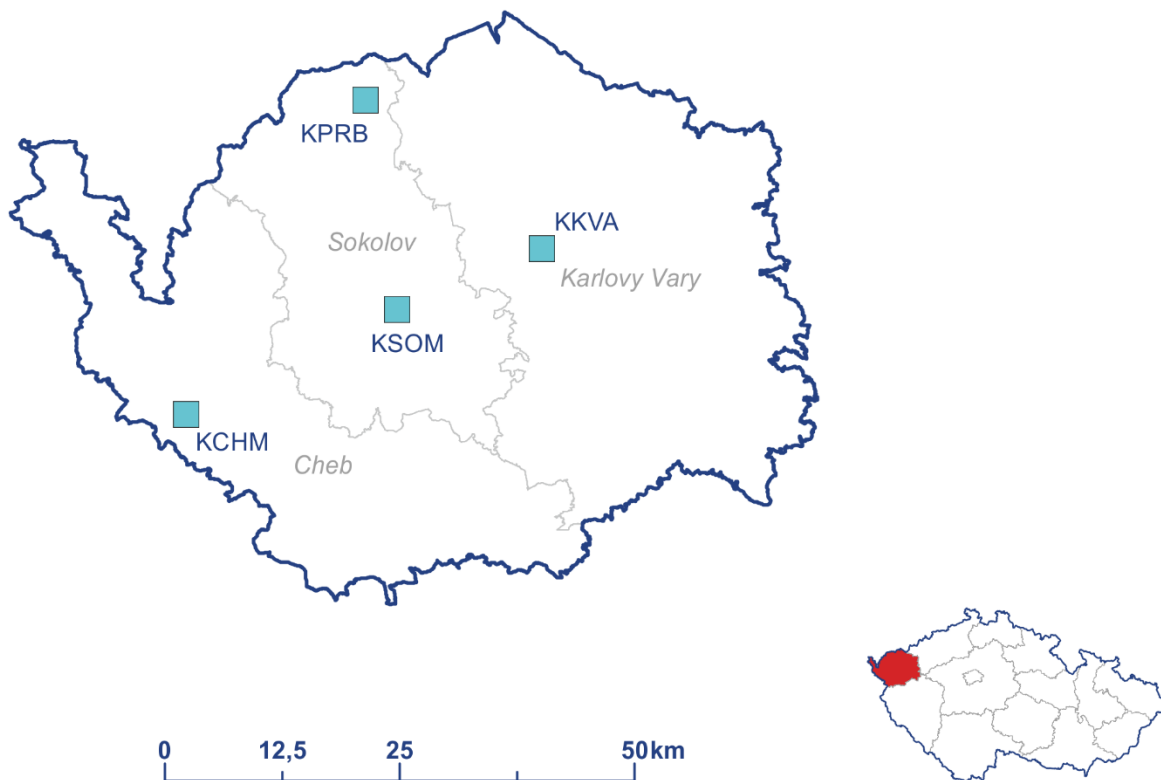 KPRB
KKVA
Sokolov
Karlovy Vary
KSOM
KCHM
Cheb
0 12,5 25 50km